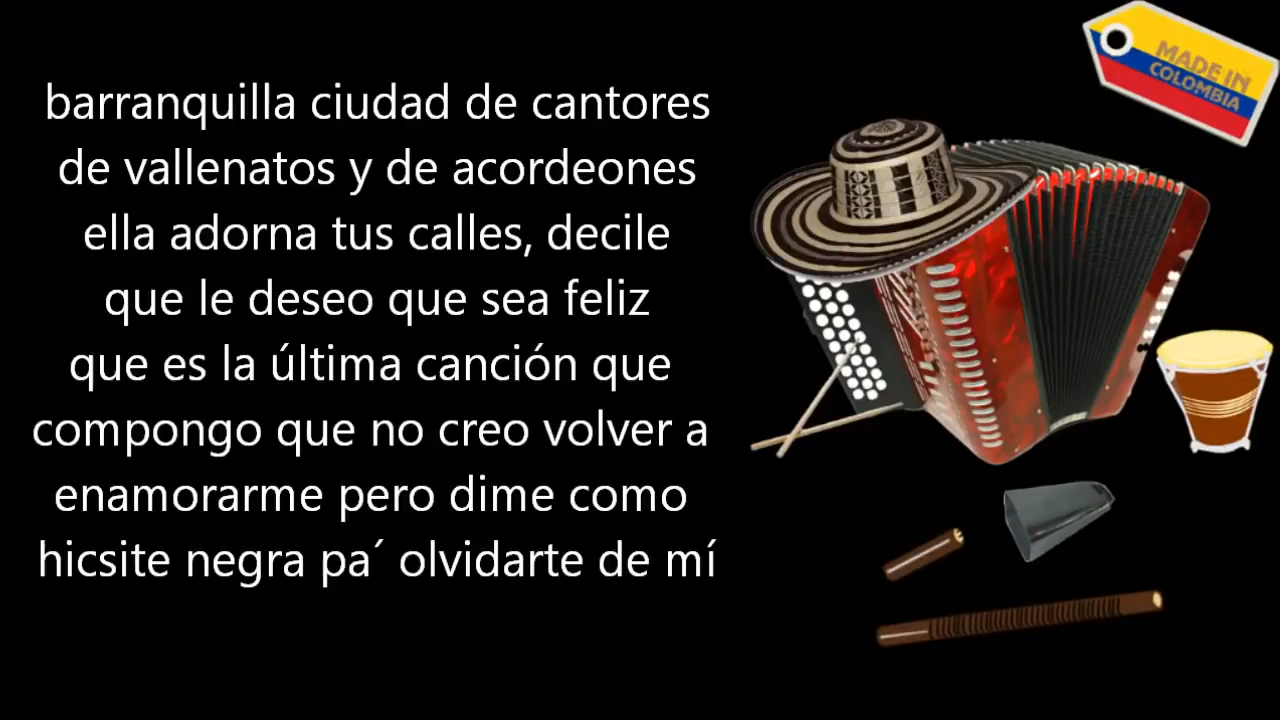 barranquilla ciudad de cantores
de vallenatos y de acordeones
ella adorna tus calles, decile
que le deseo que sea feliz
que es la última canción que
compongo que no creo volver a
enamorarme pero dime como
hicsite negra pa´ olvidarte de mí
MADE IN
COLOMBIA